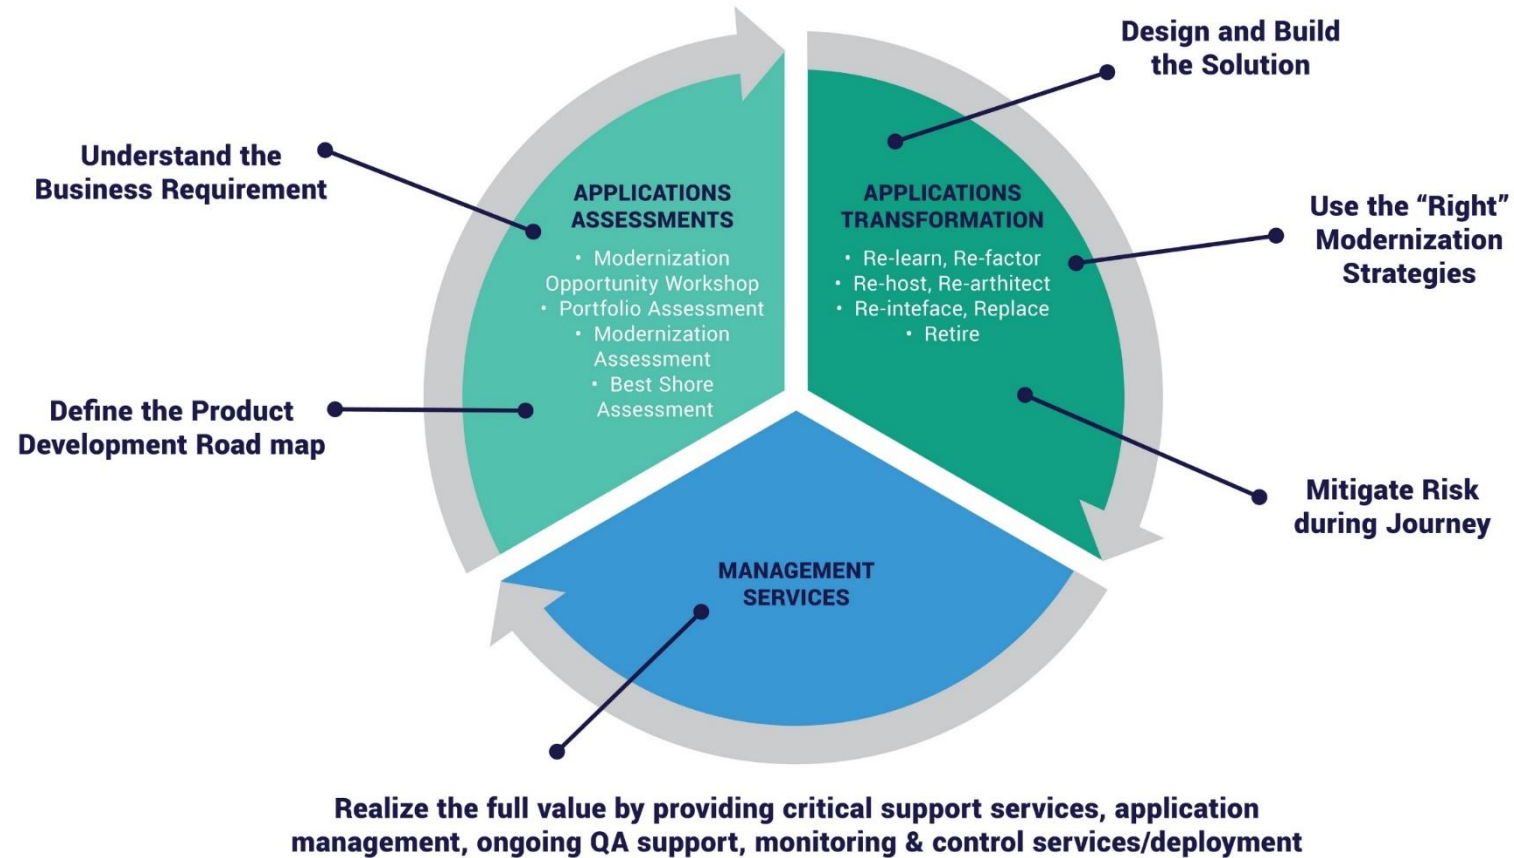 Design and Build
the Solution
Understand the
Business Requirement
APPLICATIONS
ASSESSMENTS
• Modernization
Opportunity Workshop
• Portfolio Assessment
• Modernization
Assessment
• Best Shore
Assessment
APPLICATIONS
TRANSFORMATION
• Re-learn, Re-factor
• Re-host, Re-arthitect
• Re-inteface, Replace
• Retire
Use the “Right”
Modernization
Strategies
Define the Product
Development Road map
Mitigate Risk
during Journey
MANAGEMENT
SERVICES
Realize the full value by providing critical support services, application
management, ongoing QA support, monitoring & control services/deployment